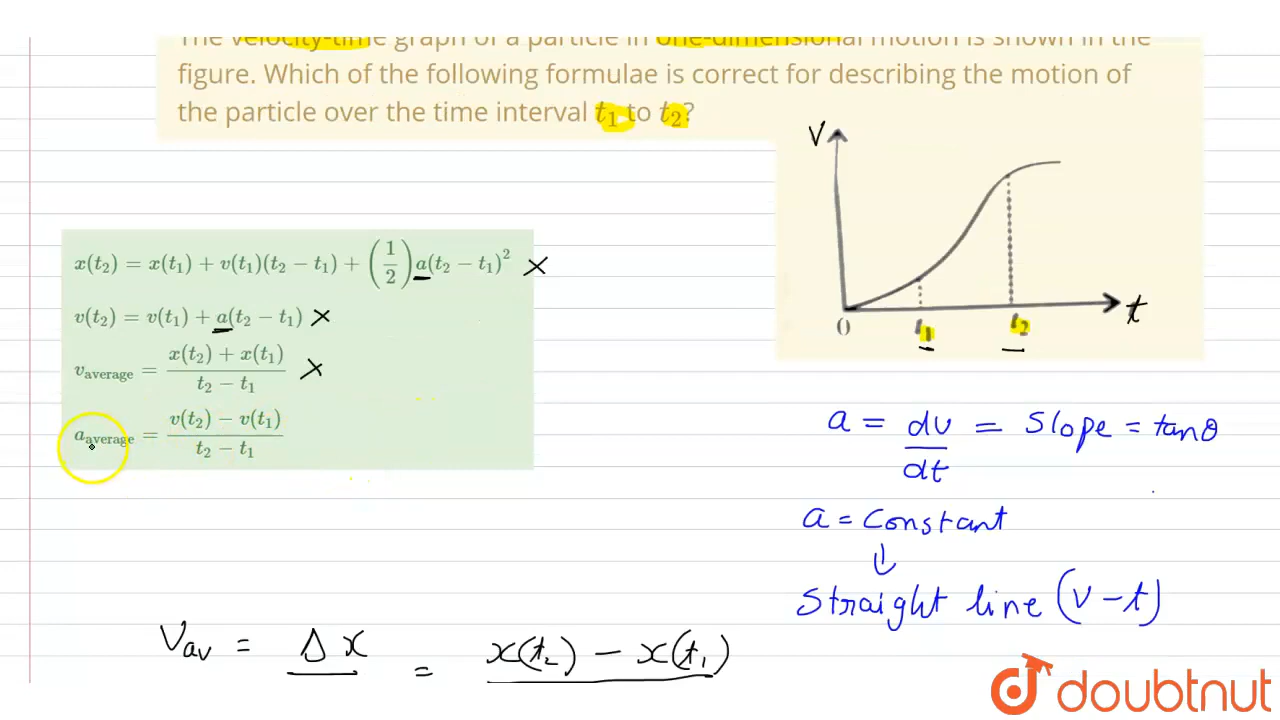 The velocity-time graph of a particle in one-dimensional motion is shown in the
figure. Which of the following formulae is correct for describing the motion of
the particle over the time interval t₁ to t₂?
V
x(t₂) = x(t₁) + v(t₁)(t₂ − t₁) + (1/2)a(t₂ − t₁)² ×
v(t₂) = v(t₁) + a(t₂ − t₁) ×
0 t₁ t₂ t
v_average = (x(t₂) + x(t₁))/(t₂ − t₁) ×
a_average = (v(t₂) − v(t₁))/(t₂ − t₁)
a = dv/dt = Slope = tanθ
a = Constant
↓
Straight line (v – t)
V_av = Δx = x(t₂) − x(t₁)
doubtnut